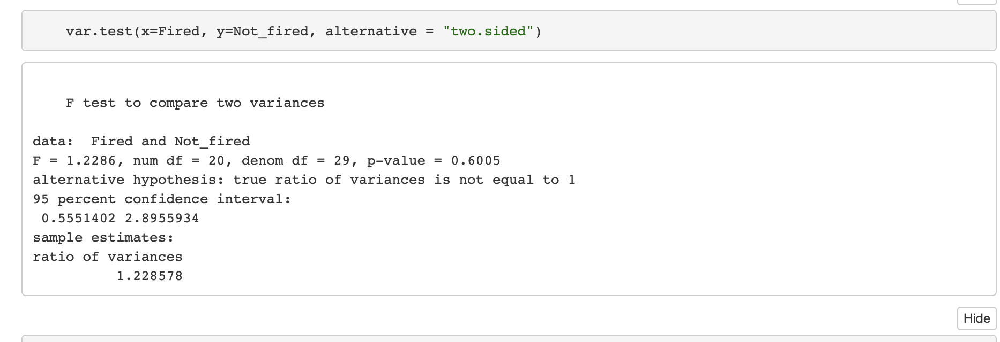 var.test(x=Fired, y=Not_fired, alternative = "two.sided")
F test to compare two variances
data:  Fired and Not_fired
F = 1.2286, num df = 20, denom df = 29, p-value = 0.6005
alternative hypothesis: true ratio of variances is not equal to 1
95 percent confidence interval:
0.5551402 2.8955934
sample estimates:
ratio of variances
1.228578
Hide